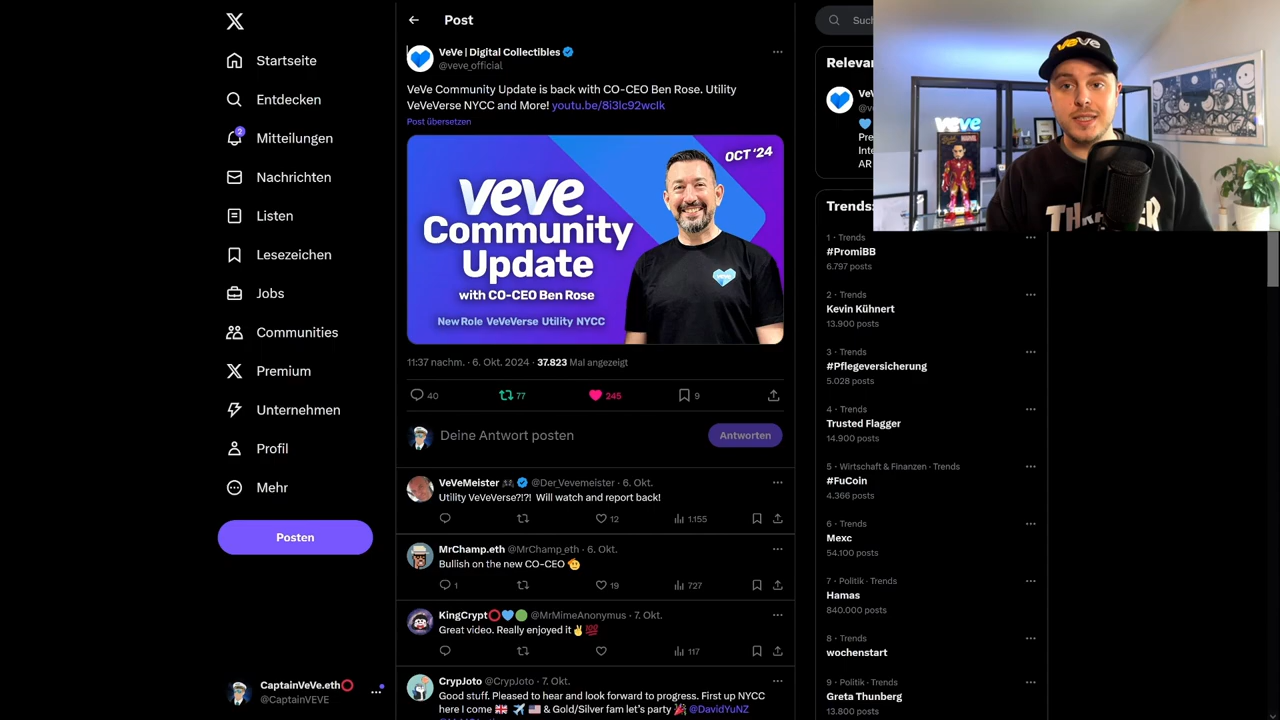 Startseite
Entdecken
2
Mitteilungen
Nachrichten
Listen
Lesezeichen
Jobs
Communities
Premium
Unternehmen
Profil
Mehr
Posten
CaptainVeVe.eth⭕
@CaptainVEVE
Post
VeVe | Digital Collectibles
@veve_official
VeVe Community Update is back with CO-CEO Ben Rose. Utility
VeVeVerse NYCC and More! youtu.be/8i3lc92wcIk
Post übersetzen
OCT '24
veve
Community
Update
with CO-CEO Ben Rose
New Role VeVeVerse Utility NYCC
veve
11:37 nachm. · 6. Okt. 2024 · 37.823 Mal angezeigt
40 77 245 9
Deine Antwort posten
Antworten
VeVeMeister @Der_Vevemeister · 6. Okt.
Utility VeVeVerse?!?! Will watch and report back!
12 1.155
MrChamp.eth @MrChamp_eth · 6. Okt.
Bullish on the new CO-CEO
1 19 727
KingCrypt⭕💙🟢 @MrMimeAnonymus · 7. Okt.
Great video. Really enjoyed it✌💯
117
CrypJoto @CrypJoto · 7. Okt.
Good stuff. Pleased to hear and look forward to progress. First up NYCC
here I come 🇬🇧 ✈️ 🇺🇸 & Gold/Silver fam let's party 🎉 @DavidYuNZ
Such
Relevan
VeV
@v
Pre
Inte
AR
Trends:
1 · Trends
#PromiBB
6.797 posts
2 · Trends
Kevin Kühnert
13.900 posts
3 · Trends
#Pflegeversicherung
5.028 posts
4 · Trends
Trusted Flagger
14.900 posts
5 · Wirtschaft & Finanzen · Trends
#FuCoin
4.366 posts
6 · Trends
Mexc
54.100 posts
7 · Politik · Trends
Hamas
840.000 posts
8 · Trends
wochenstart
9 · Politik · Trends
Greta Thunberg
13.800 posts
veve
veve
THRASHER